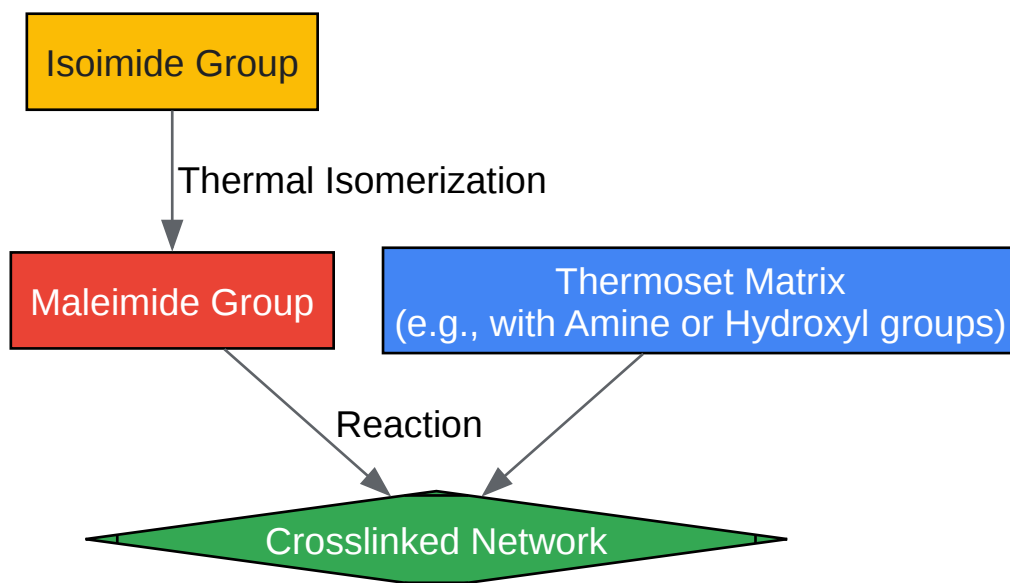 Isoimide Group
Thermal Isomerization
Maleimide Group
Thermoset Matrix
(e.g., with Amine or Hydroxyl groups)
Reaction
Crosslinked Network